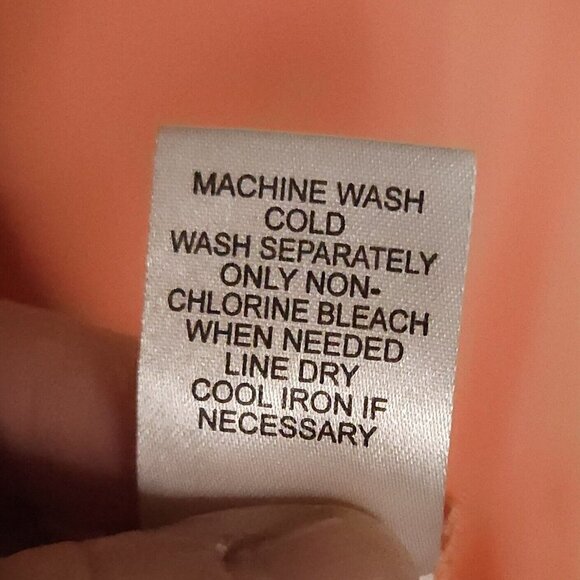 MACHINE WASH
COLD
WASH SEPARATELY
ONLY NON-
CHLORINE BLEACH
WHEN NEEDED
LINE DRY
COOL IRON IF
NECESSARY